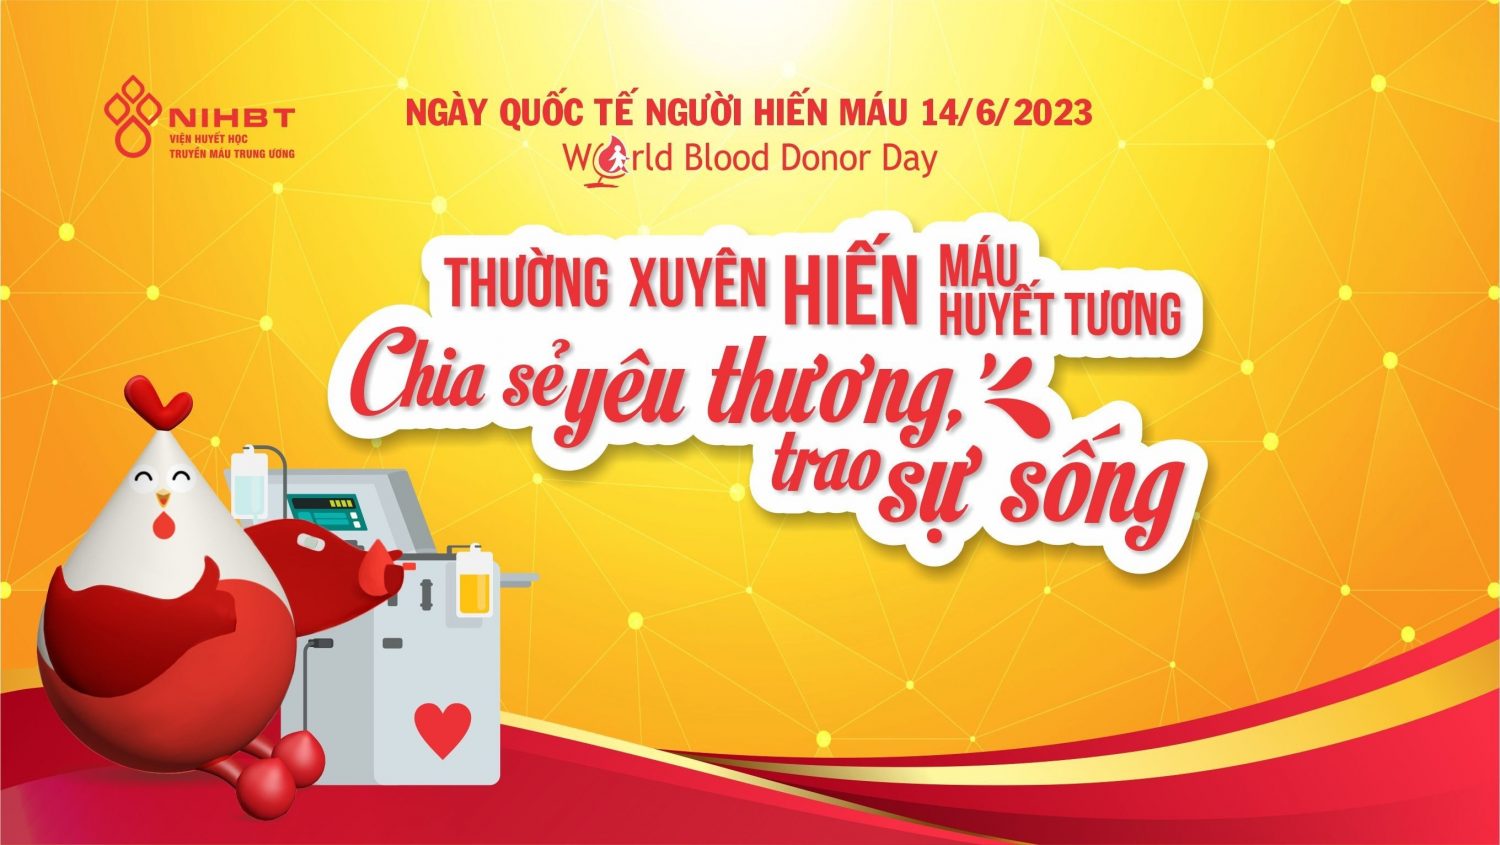 NIHBT
VIỆN HUYẾT HỌC
TRUYỀN MÁU TRUNG ƯƠNG
NGÀY QUỐC TẾ NGƯỜI HIẾN MÁU 14/6/2023
World Blood Donor Day
THƯỜNG XUYÊN HIẾN MÁU
HUYẾT TƯƠNG
Chia sẻ yêu thương,
trao sự sống